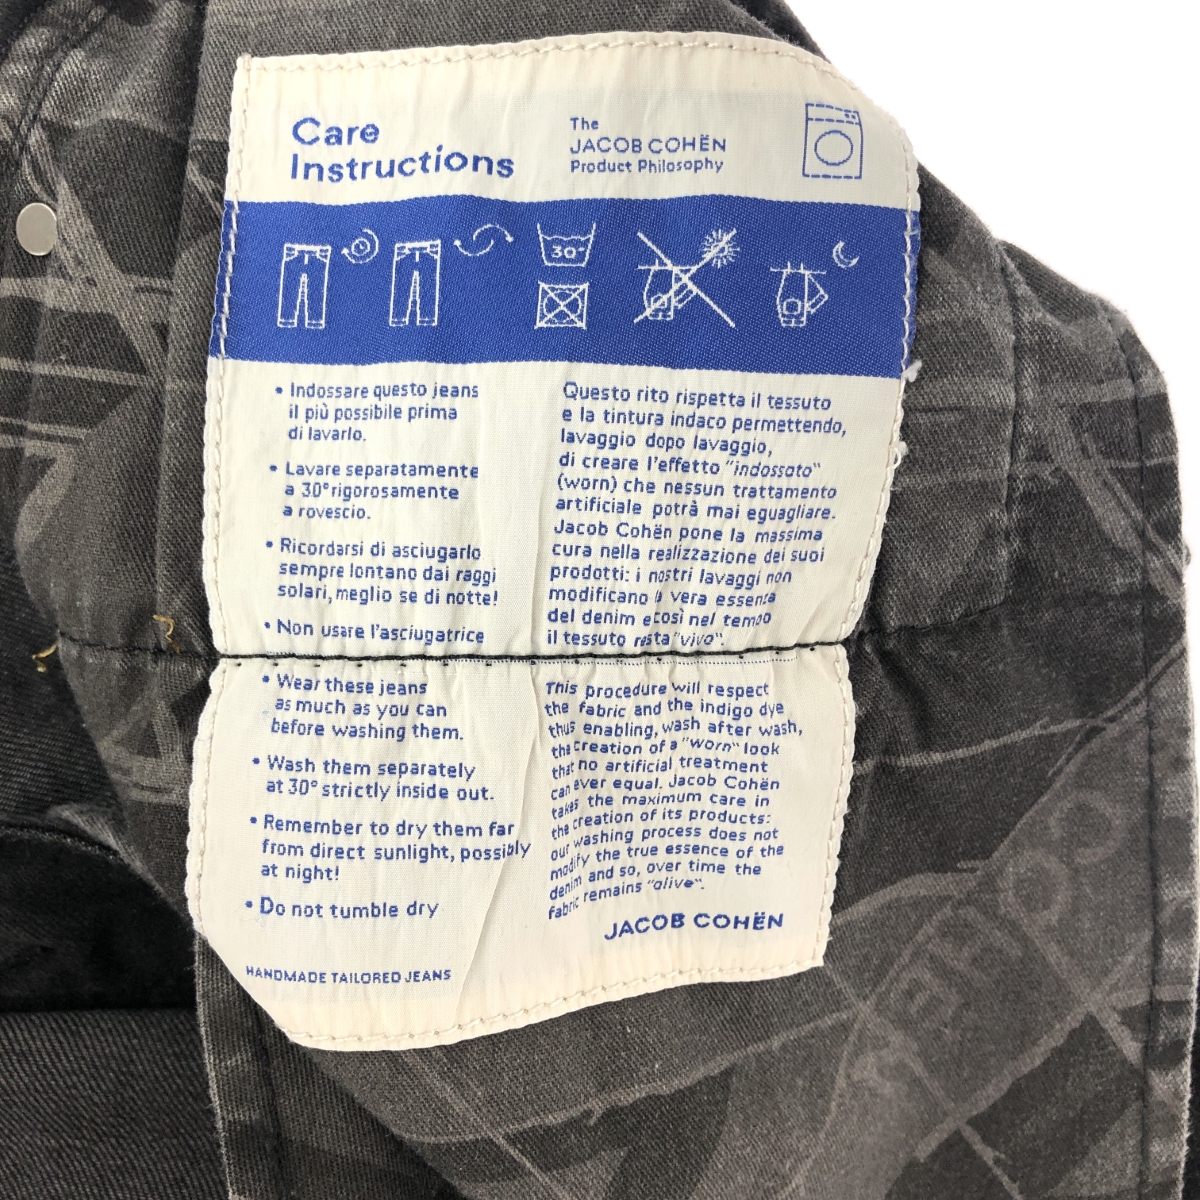 Care
Instructions
The
JACOB COHËN
Product Philosophy
30°
• Indossare questo jeans
il più possibile prima
di lavarlo.
• Lavare separatamente
a 30° rigorosamente
a rovescio.
• Ricordarsi di asciugarlo
sempre lontano dai raggi
solari, meglio se di notte!
• Non usare l'asciugatrice
Questo rito rispetta il tessuto
e la tintura indaco permettendo,
lavaggio dopo lavaggio,
di creare l'effetto "indossato"
(worn) che nessun trattamento
artificiale potrà mai eguagliare.
Jacob Cohën pone la massima
cura nella realizzazione dei suoi
prodotti: i nostri lavaggi non
modificano la vera essenza
del denim e così nel tempo
il tessuto resta "vivo".
• Wear these jeans
as much as you can
before washing them.
• Wash them separately
at 30° strictly inside out.
• Remember to dry them far
from direct sunlight, possibly
at night!
• Do not tumble dry
This procedure will respect
the fabric and the indigo dye
thus enabling, wash after wash,
the creation of a "worn" look
that no artificial treatment
can ever equal. Jacob Cohën
takes the maximum care in
the creation of its products:
our washing process does not
modify the true essence of the
denim and so, over time the
fabric remains "alive".
JACOB COHËN
HANDMADE TAILORED JEANS